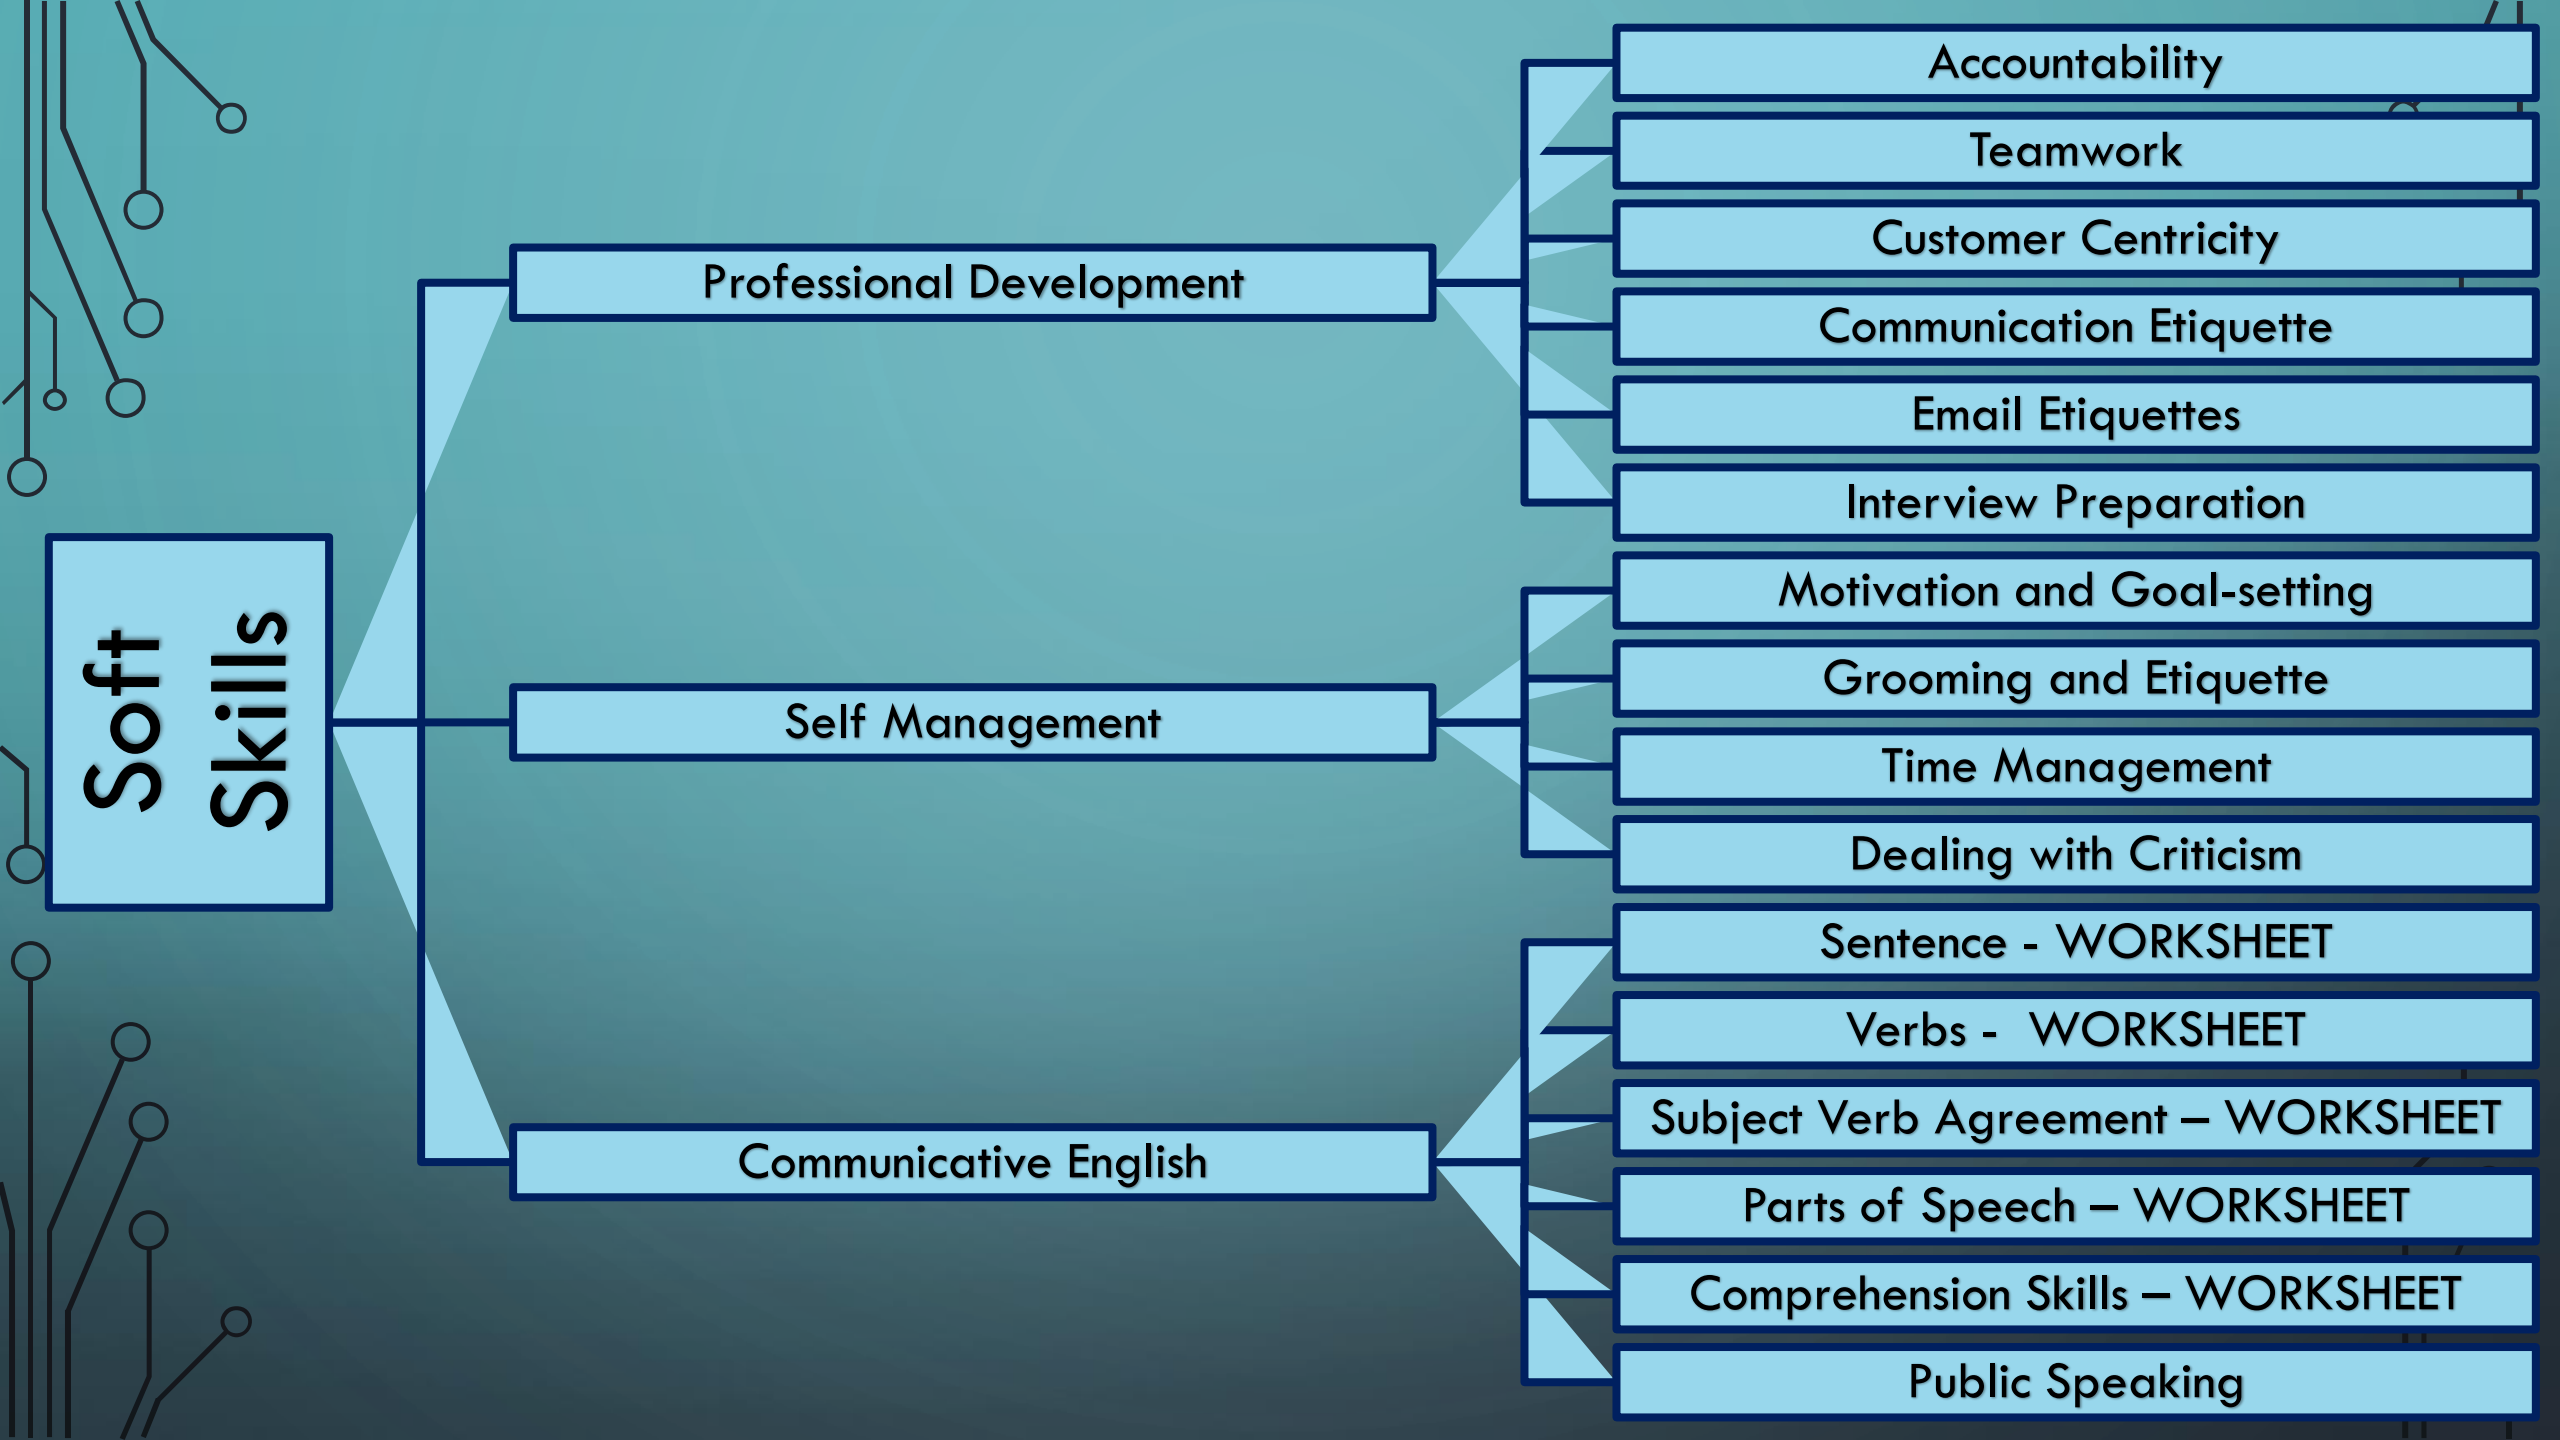 Soft
Skills
Professional Development
Accountability
Teamwork
Customer Centricity
Communication Etiquette
Email Etiquettes
Interview Preparation
Self Management
Motivation and Goal-setting
Grooming and Etiquette
Time Management
Dealing with Criticism
Communicative English
Sentence - WORKSHEET
Verbs -  WORKSHEET
Subject Verb Agreement – WORKSHEET
Parts of Speech – WORKSHEET
Comprehension Skills – WORKSHEET
Public Speaking